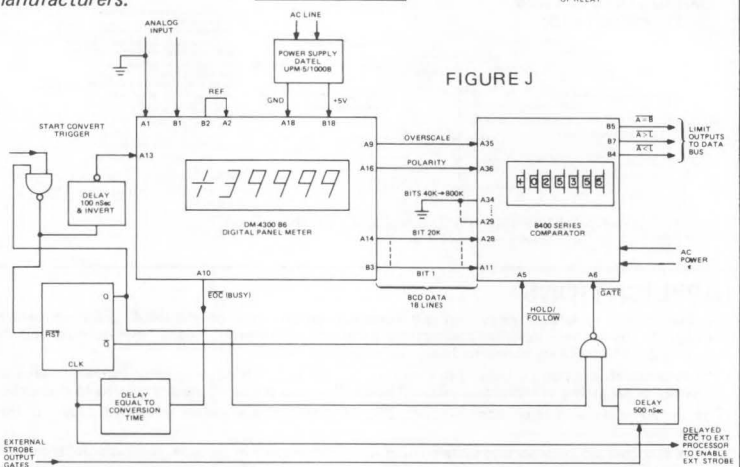 manufacturers.
OF RELAY
AC LINE
ANALOG
INPUT
POWER SUPPLY
DATEL
UPM-5/1000B
FIGURE J
REF
GND
+5V
START CONVERT
TRIGGER
A1
B1
B2
A2
A18
B18
A13
A9
OVERSCALE
A35
A16
POLARITY
A36
B5
A=B
B7
A>L
B4
A<L
LIMIT
OUTPUTS
TO DATA
BUS
DELAY
100 nSec
& INVERT
+39999
BITS 40K→800K
A34
A29
DM-4300 B6
DIGITAL PANEL METER
8400 SERIES
COMPARATOR
A14
BIT 20K
A28
B3
BIT 1
A11
AC
POWER
A10
EOC (BUSY)
A5
A6
BCD DATA
18 LINES
HOLD/
FOLLOW
GATE
Q
Q
RST
CLK
DELAY
EQUAL TO
CONVERSION
TIME
DELAY
500 nSec
EXTERNAL
STROBE
OUTPUT
GATES
DELAYED
EOC TO EXT
PROCESSOR
TO ENABLE
EXT STROBE